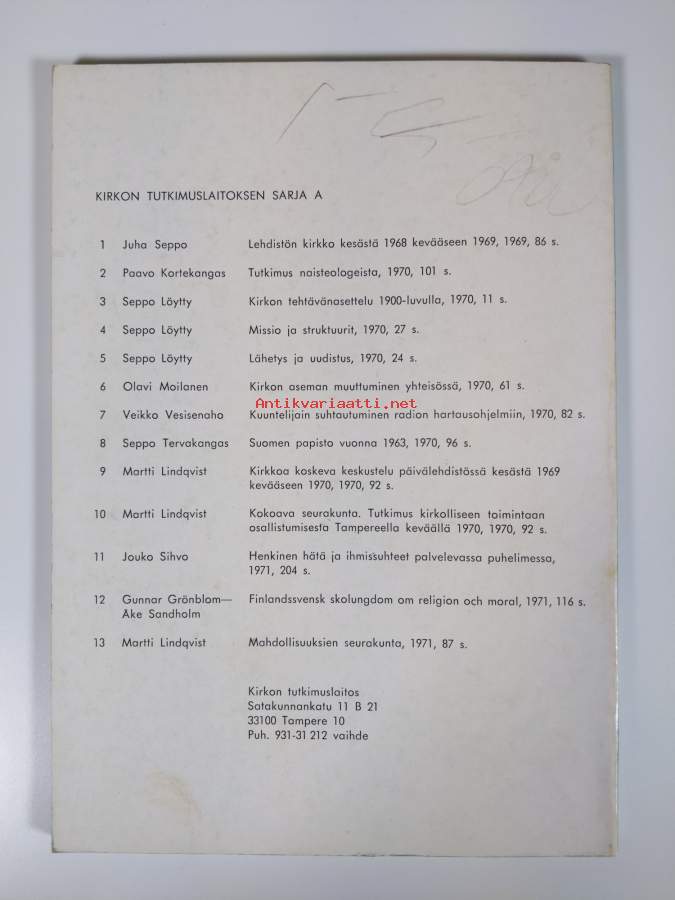 KIRKON TUTKIMUSLAITOKSEN SARJA A
1 Juha Seppo Lehdistön kirkko kesästä 1968 kevääseen 1969, 1969, 86 s.
2 Paavo Kortekangas Tutkimus naisteologeista, 1970, 101 s.
3 Seppo Löytty Kirkon tehtävänasettelu 1900-luvulla, 1970, 11 s.
4 Seppo Löytty Missio ja struktuurit, 1970, 27 s.
5 Seppo Löytty Lähetys ja uudistus, 1970, 24 s.
6 Olavi Moilanen Kirkon aseman muuttuminen yhteisössä, 1970, 61 s.
Antikvariaatti.net
7 Veikko Vesisenaho Kuuntelijain suhtautuminen radion hartausohjelmiin, 1970, 82 s.
8 Seppo Tervakangas Suomen papisto vuonna 1963, 1970, 96 s.
9 Martti Lindqvist Kirkkoa koskeva keskustelu päivälehdistössä kesästä 1969
kevääseen 1970, 1970, 92 s.
10 Martti Lindqvist Kokoava seurakunta. Tutkimus kirkolliseen toimintaan
osallistumisesta Tampereella keväällä 1970, 1970, 92 s.
11 Jouko Sihvo Henkinen hätä ja ihmissuhteet palvelevassa puhelimessa,
1971, 204 s.
12 Gunnar Grönblom— Finlandssvensk skolungdom om religion och moral, 1971, 116 s.
Åke Sandholm
13 Martti Lindqvist Mahdollisuuksien seurakunta, 1971, 87 s.
Kirkon tutkimuslaitos
Satakunnankatu 11 B 21
33100 Tampere 10
Puh. 931-31 212 vaihde